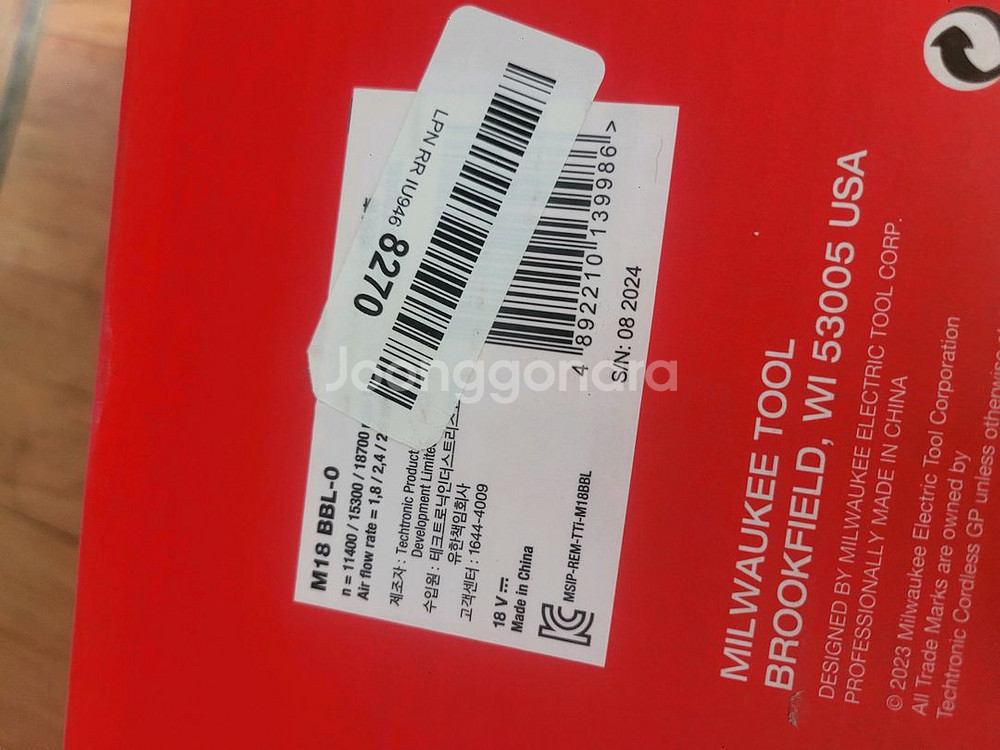 M18 BBL-0
n = 11400 / 15300 / 18700
Air flow rate = 1,8 / 2,4 / 2
제조자 : Techtronic Product
Development Limite
수입원 : 테크트로닉인더스트리스
유한책임회사
고객센터 : 1644-4009
18 V
Made in China
MSIP-REM-TTI-M18BBL
LPN RR IU946 8270
4 892210 139986 >
S/N: 08 2024
Joonggonara
MILWAUKEE TOOL
BROOKFIELD, WI 53005 USA
DESIGNED BY MILWAUKEE ELECTRIC TOOL CORP.
PROFESSIONALLY MADE IN CHINA
© 2023 Milwaukee Electric Tool Corporation
All Trade Marks are owned by
Techtronic Cordless GP unless otherwise